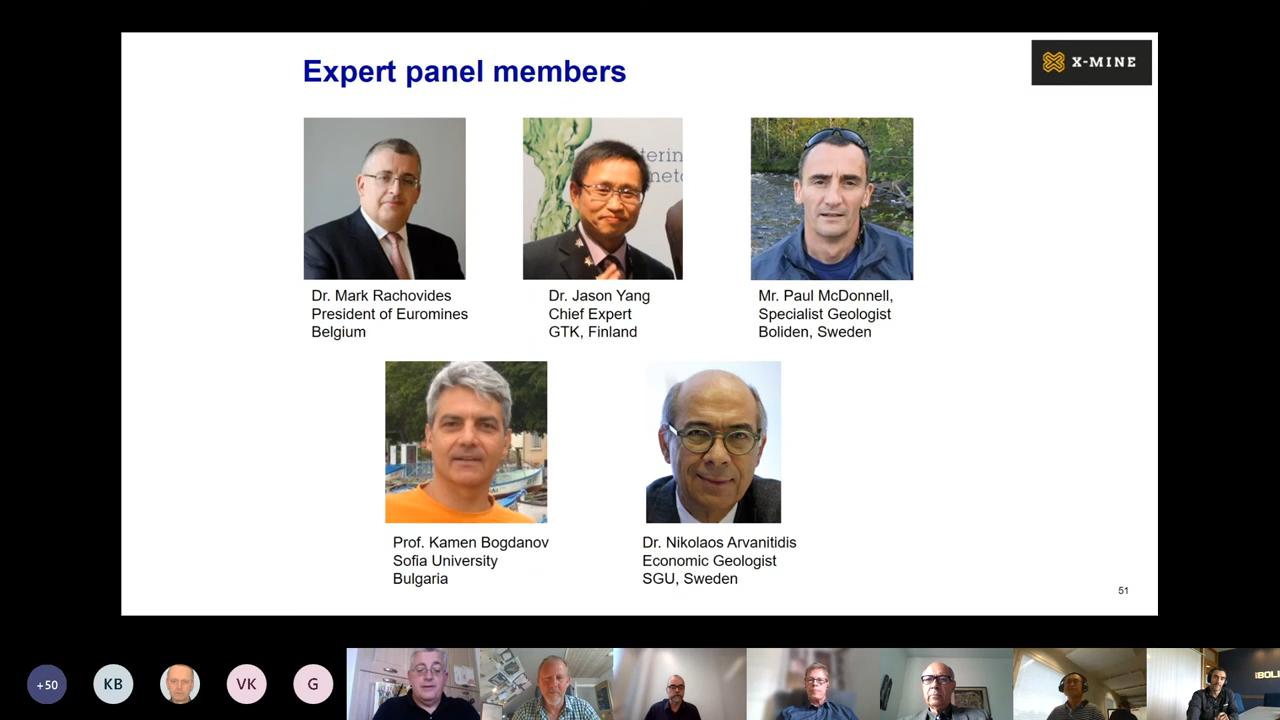 Expert panel members
X-MINE
Dr. Mark Rachovides
President of Euromines
Belgium
Dr. Jason Yang
Chief Expert
GTK, Finland
Mr. Paul McDonnell,
Specialist Geologist
Boliden, Sweden
Prof. Kamen Bogdanov
Sofia University
Bulgaria
Dr. Nikolaos Arvanitidis
Economic Geologist
SGU, Sweden
51
+50
KB
VK
G
BOLI